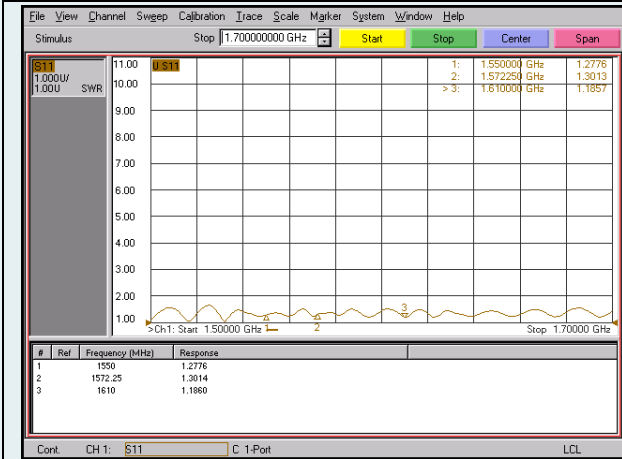 File View Channel Sweep Calibration Trace Scale Marker System Window Help
Stimulus Stop 1.700000000 GHz Start Stop Center Span
S11
1.000U/
1.00U SWR
11.00 U S11
10.00
8.00
7.00
6.00
5.00
4.00
3.00
2.00
1.00
1: 1.550000 GHz 1.2776
2: 1.572250 GHz 1.3013
> 3: 1.610000 GHz 1.1857
3
1
2
>Ch1: Start 1.50000 GHz
Stop 1.70000 GHz
# Ref Frequency (MHz) Response
1 1550 1.2776
2 1572.25 1.3014
3 1610 1.1860
Cont. CH 1: S11 C 1-Port LCL